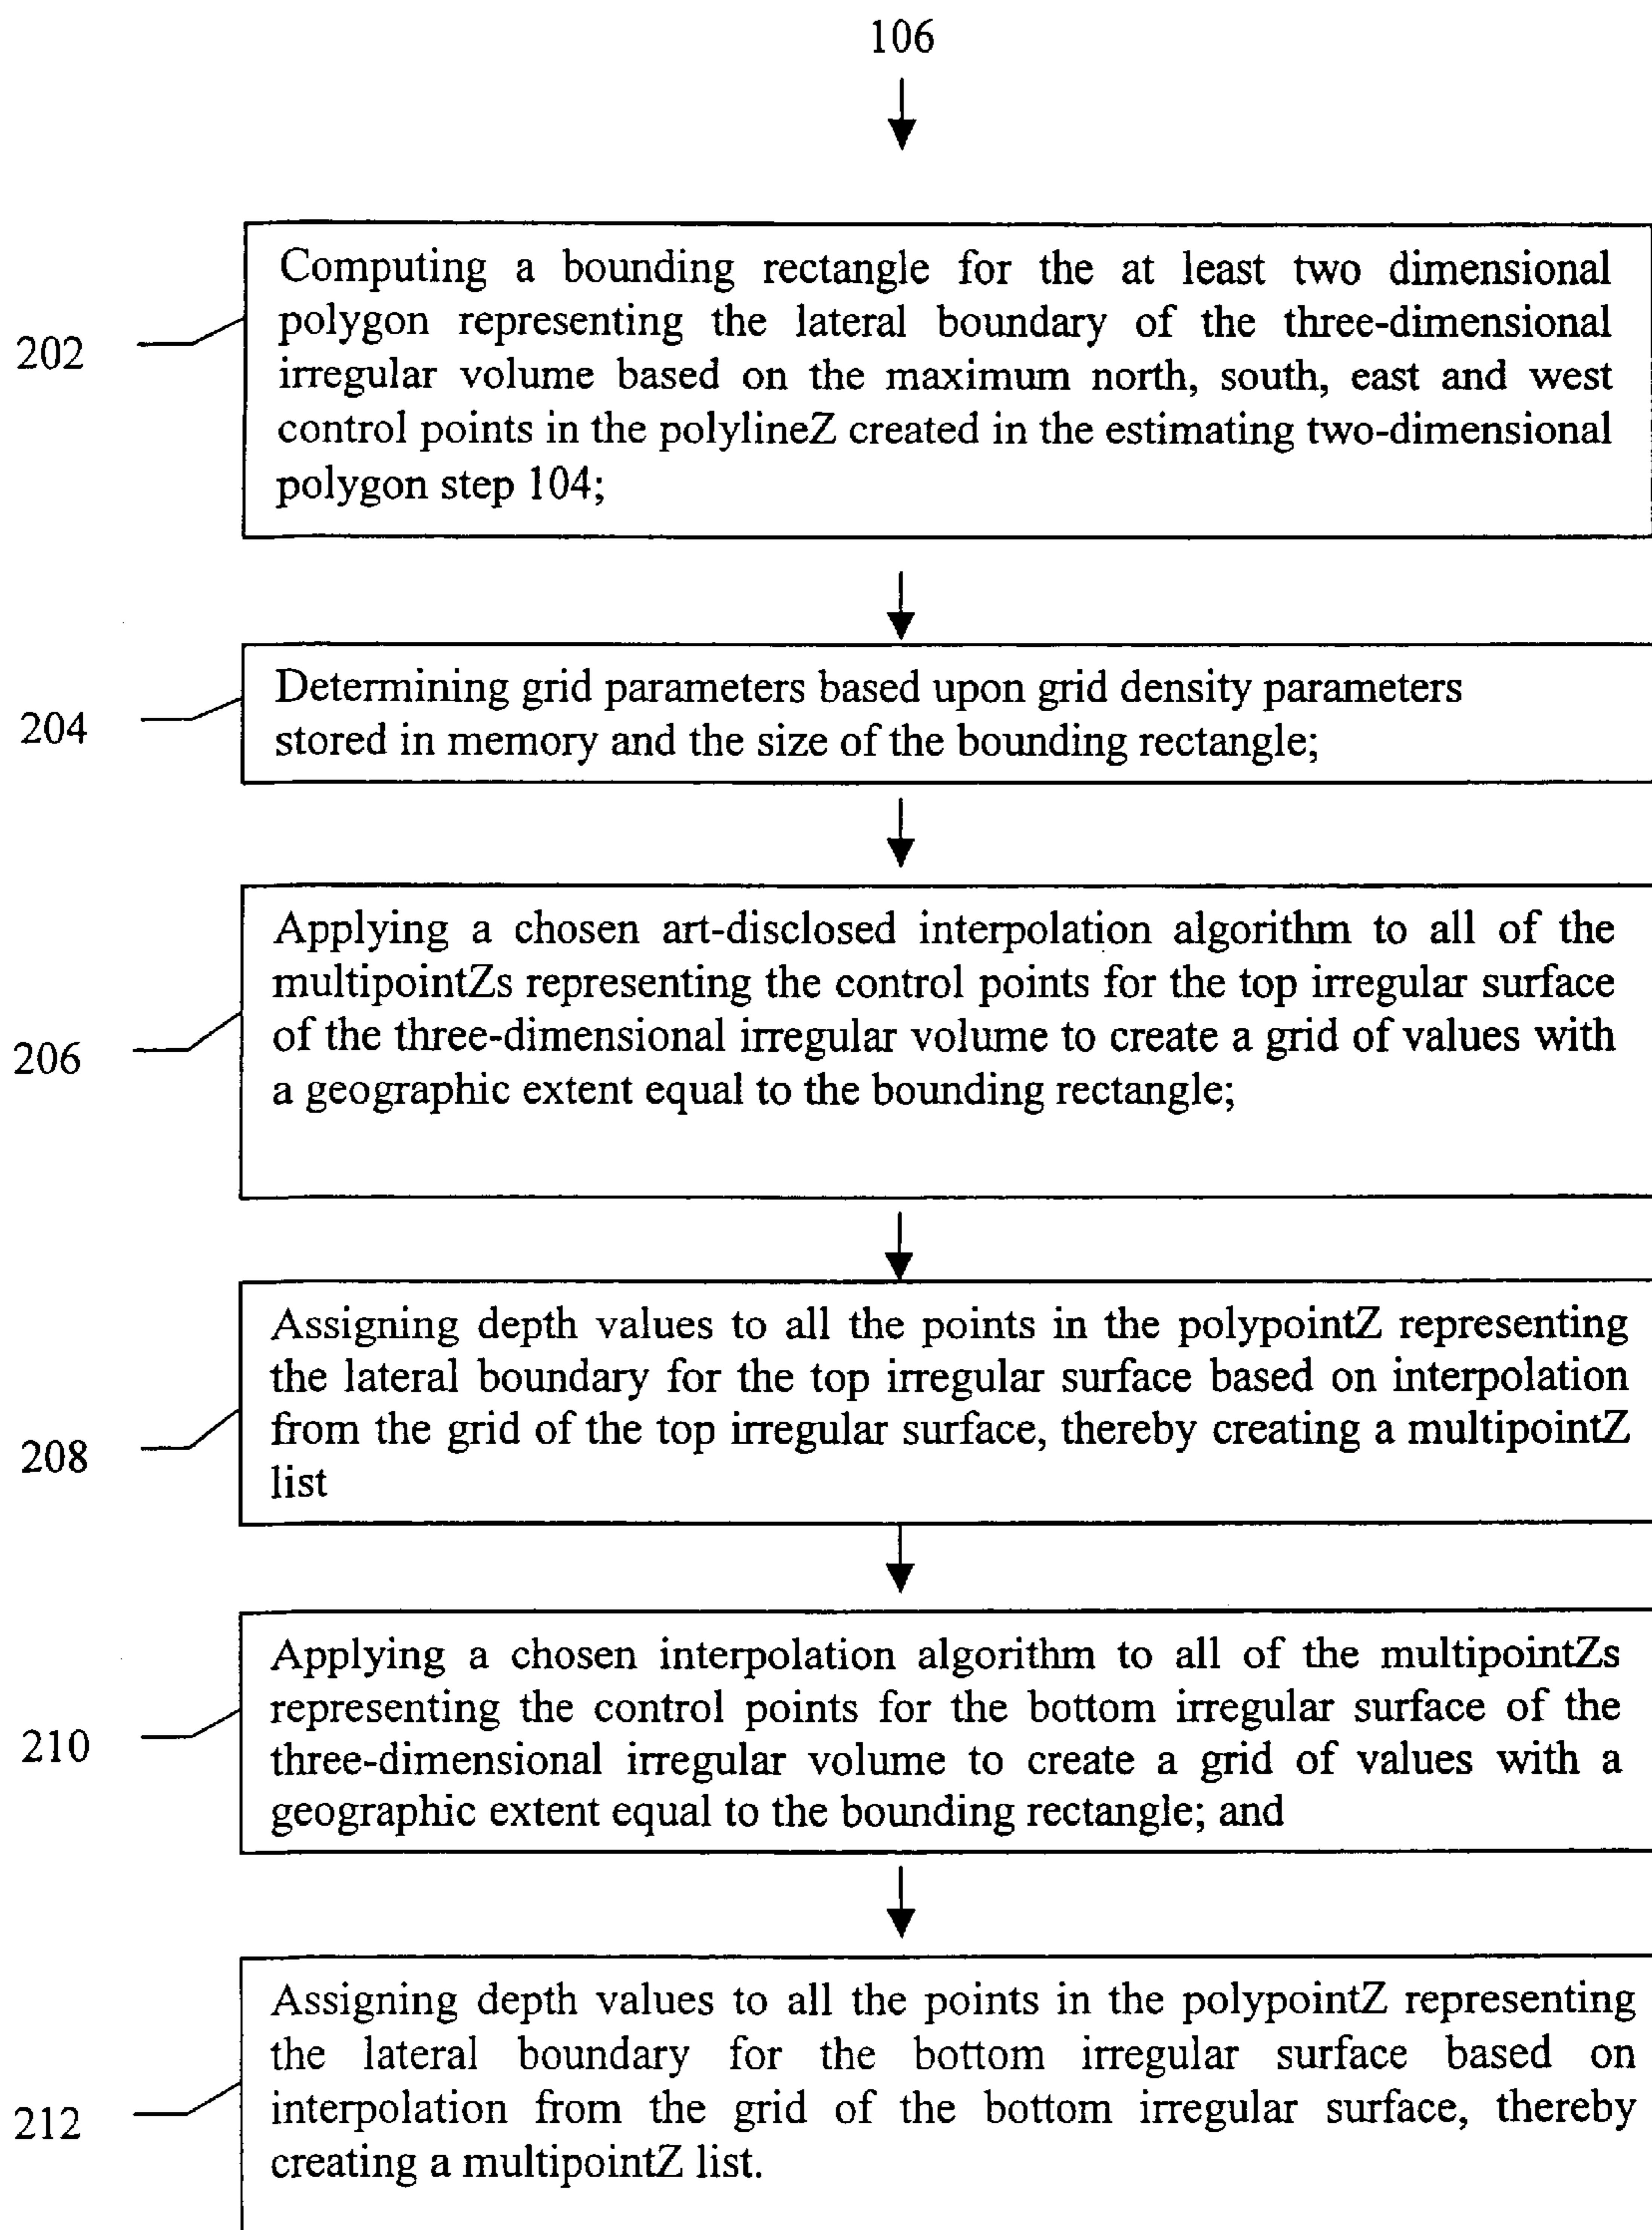 106
Computing a bounding rectangle for the at least two dimensional
polygon representing the lateral boundary of the three-dimensional
irregular volume based on the maximum north, south, east and west
control points in the polylineZ created in the estimating two-dimensional
polygon step 104;
202
Determining grid parameters based upon grid density parameters
stored in memory and the size of the bounding rectangle;
204
Applying a chosen art-disclosed interpolation algorithm to all of the
multipointZs representing the control points for the top irregular surface
of the three-dimensional irregular volume to create a grid of values with
a geographic extent equal to the bounding rectangle;
206
Assigning depth values to all the points in the polypointZ representing
the lateral boundary for the top irregular surface based on interpolation
from the grid of the top irregular surface, thereby creating a multipointZ
list
208
Applying a chosen interpolation algorithm to all of the multipointZs
representing the control points for the bottom irregular surface of the
three-dimensional irregular volume to create a grid of values with a
geographic extent equal to the bounding rectangle; and
210
Assigning depth values to all the points in the polypointZ representing
the lateral boundary for the bottom irregular surface based on
interpolation from the grid of the bottom irregular surface, thereby
creating a multipointZ list.
212